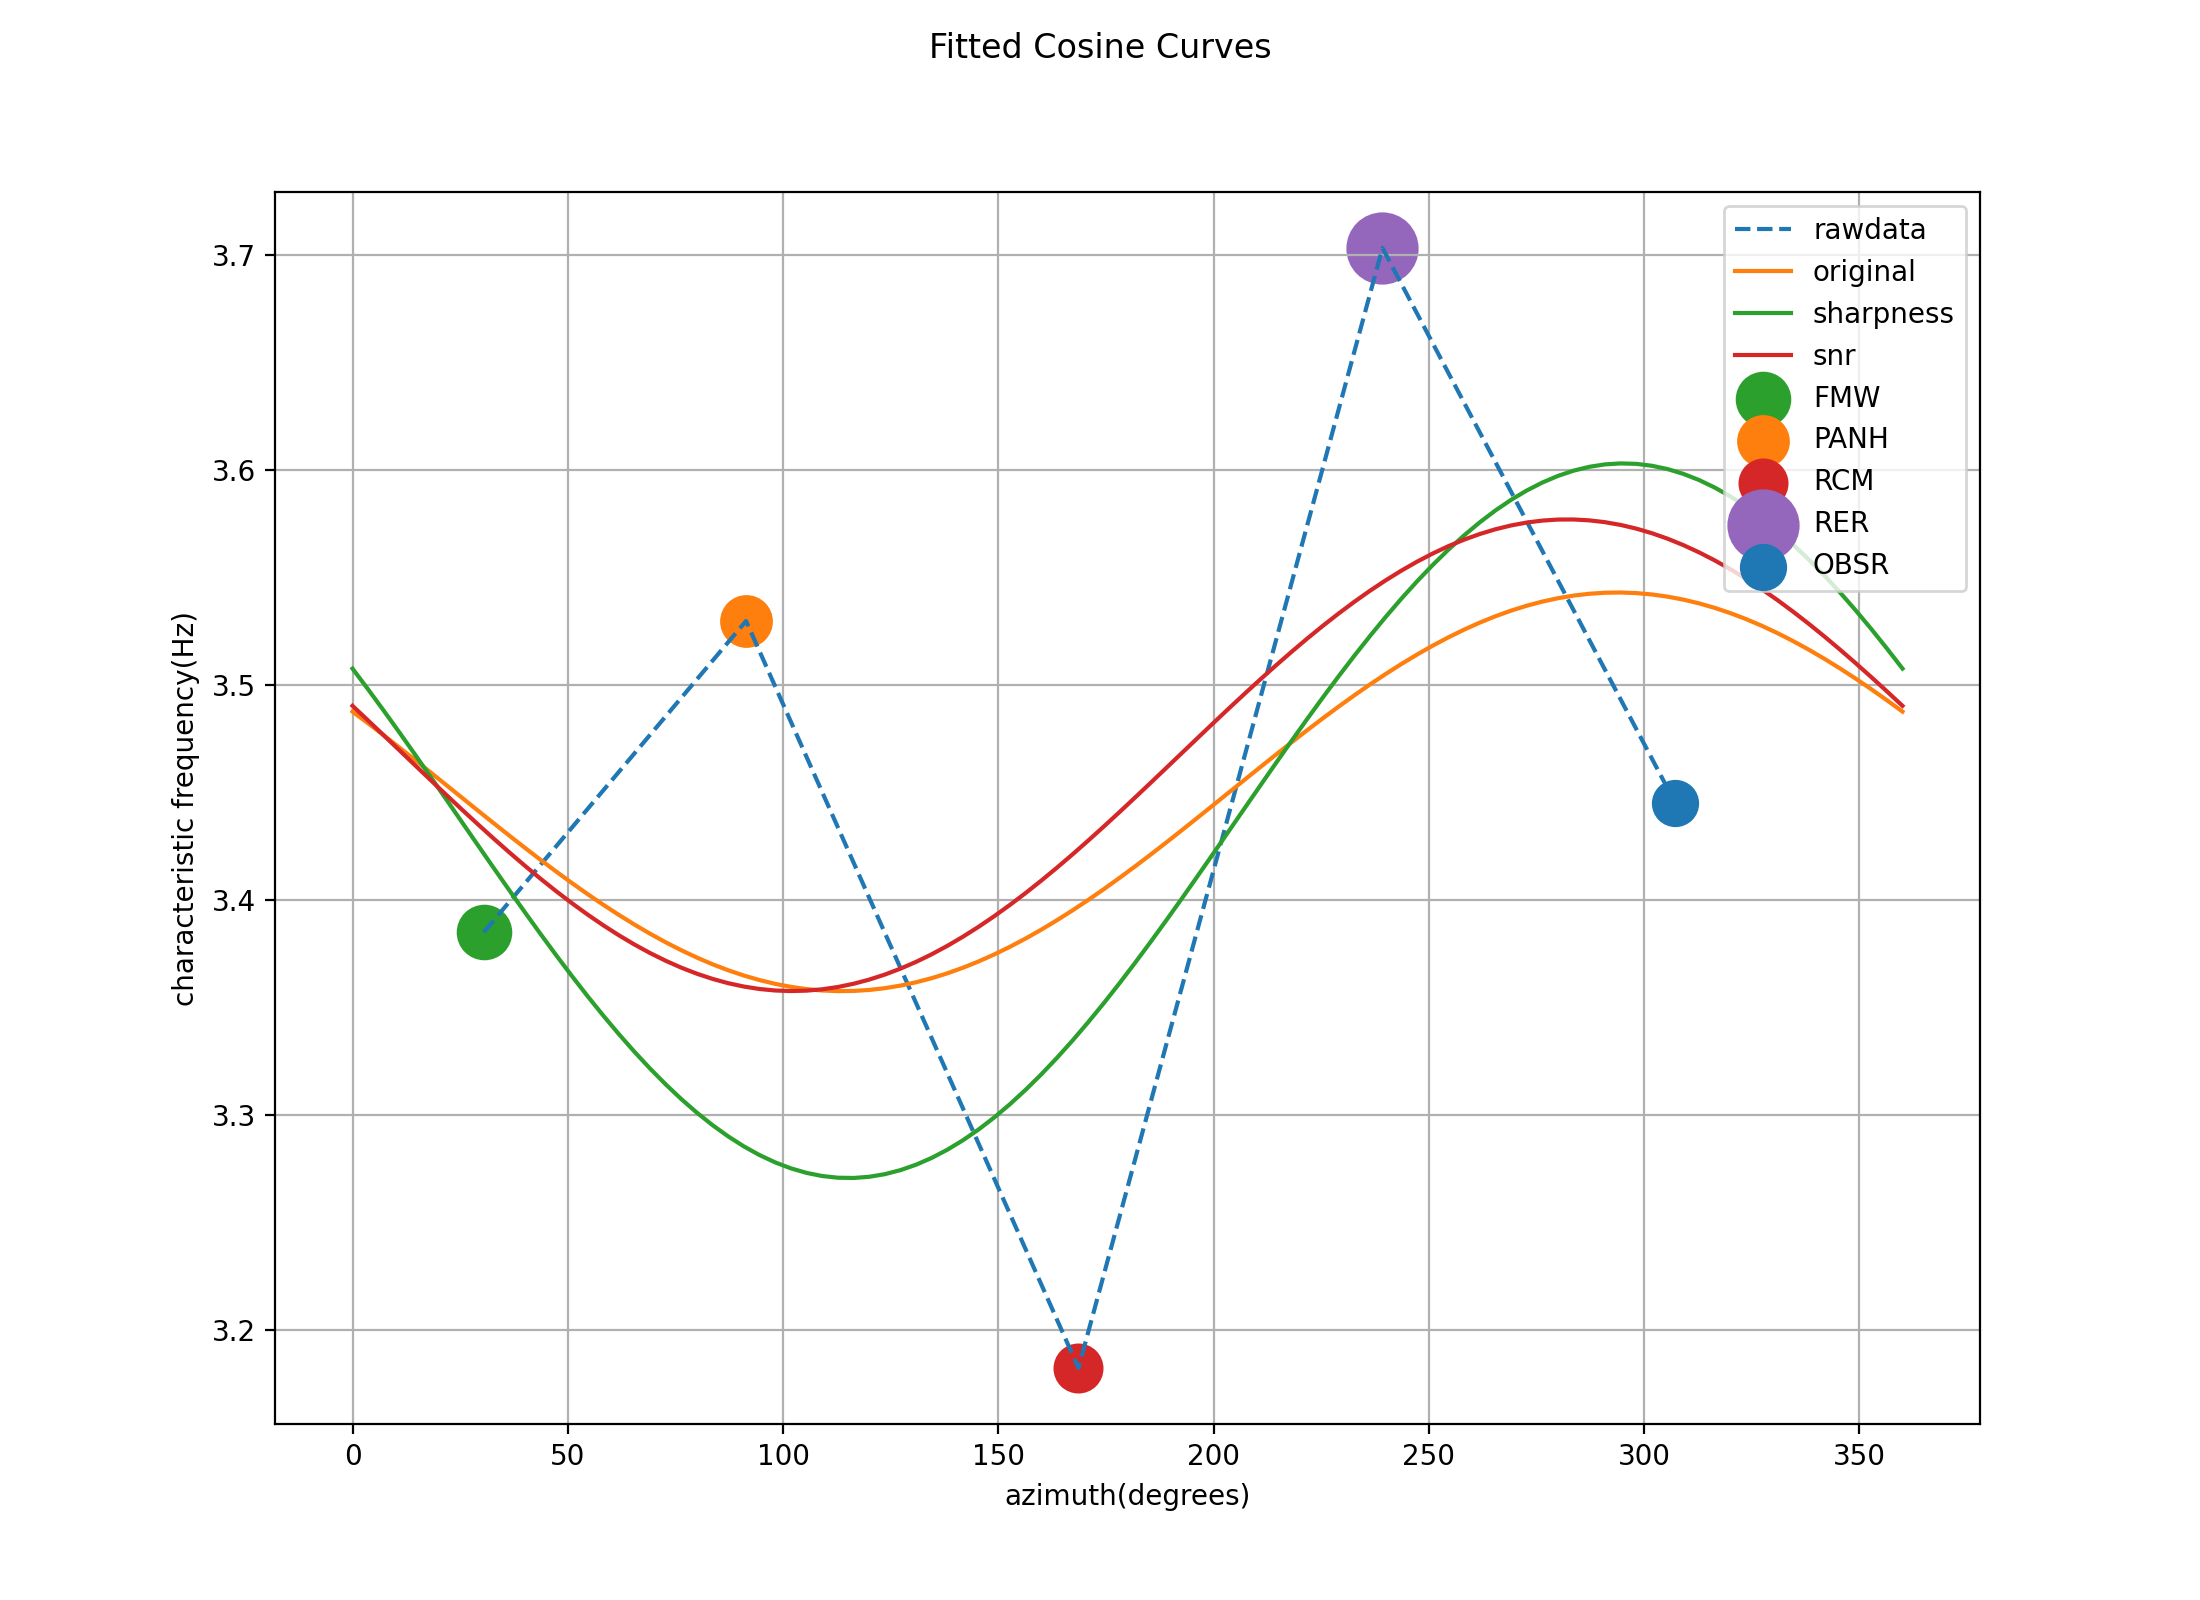 Fitted Cosine Curves
3.7
3.6
3.5
3.4
3.3
3.2
characteristic frequency(Hz)
0 50 100 150 200 250 300 350
azimuth(degrees)
rawdata
original
sharpness
snr
FMW
PANH
RCM
RER
OBSR